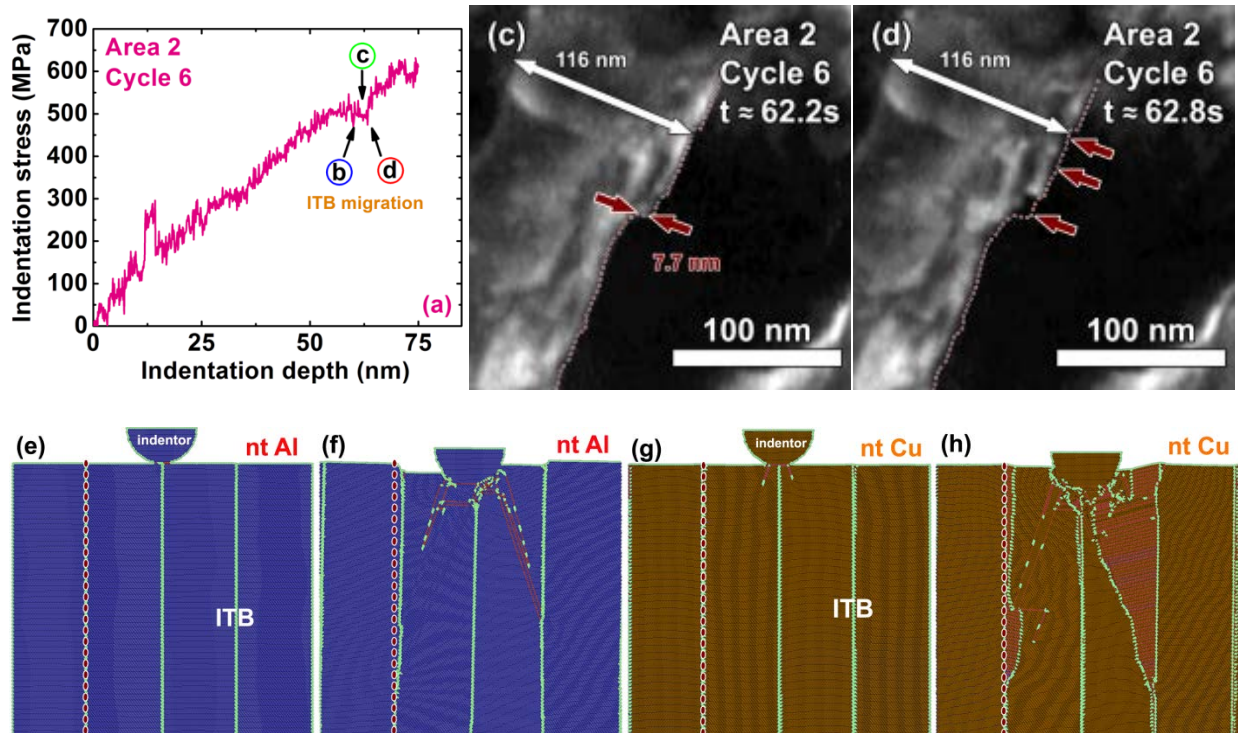 700
600
500
400
300
200
100
0
Indentation stress (MPa)
Area 2
Cycle 6
c
b
d
ITB migration
(a)
0
25
50
75
Indentation depth (nm)
(c)
116 nm
Area 2
Cycle 6
t ≈ 62.2s
7.7 nm
100 nm
(d)
116 nm
Area 2
Cycle 6
t ≈ 62.8s
100 nm
(e)
indentor
nt Al
ITB
(f)
nt Al
(g)
indentor
nt Cu
ITB
(h)
nt Cu